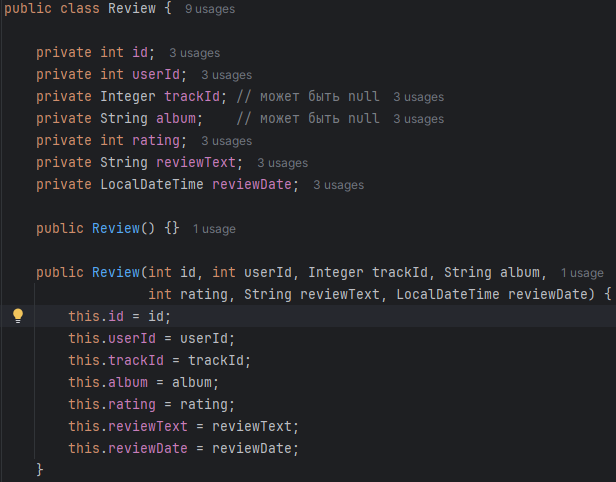 public class Review {  9 usages
private int id;  3 usages
private int userId;  3 usages
private Integer trackId; // может быть null  3 usages
private String album;    // может быть null  3 usages
private int rating;  3 usages
private String reviewText;  3 usages
private LocalDateTime reviewDate;  3 usages
public Review() {}  1 usage
public Review(int id, int userId, Integer trackId, String album,  1 usage
int rating, String reviewText, LocalDateTime reviewDate) {
this.id = id;
this.userId = userId;
this.trackId = trackId;
this.album = album;
this.rating = rating;
this.reviewText = reviewText;
this.reviewDate = reviewDate;
}